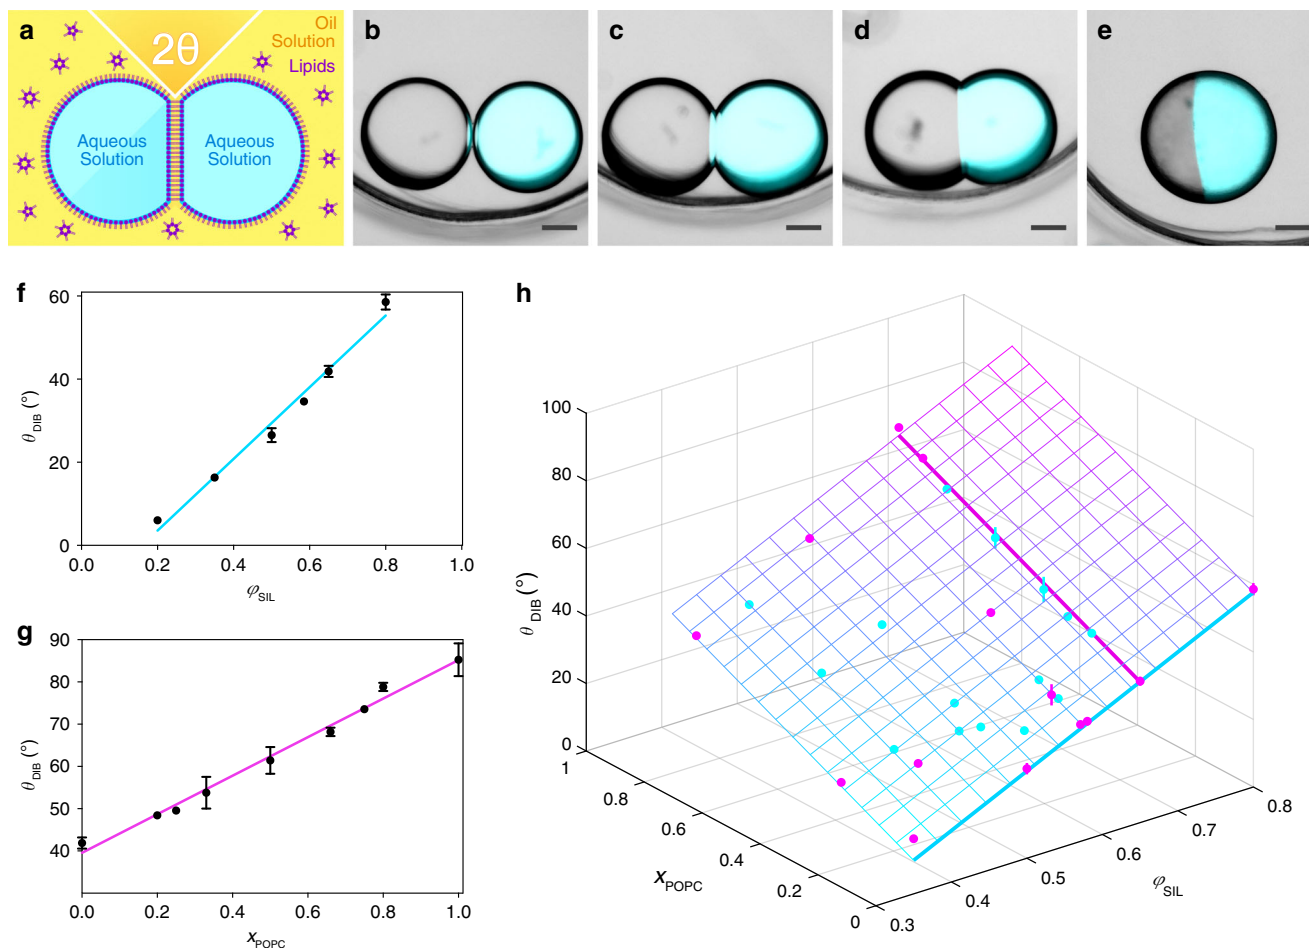 a
2θ
Oil
Solution
Lipids
Aqueous
Solution
Aqueous
Solution
b
c
d
e
f
60
40
20
0
θDIB (°)
0.0
0.2
0.4
0.6
0.8
1.0
φSIL
g
90
80
70
60
50
40
θDIB (°)
0.0
0.2
0.4
0.6
0.8
1.0
xPOPC
h
100
80
60
40
20
0
θDIB (°)
1
0.8
0.6
0.4
0.2
0
xPOPC
0.3
0.4
0.5
0.6
0.7
0.8
φSIL